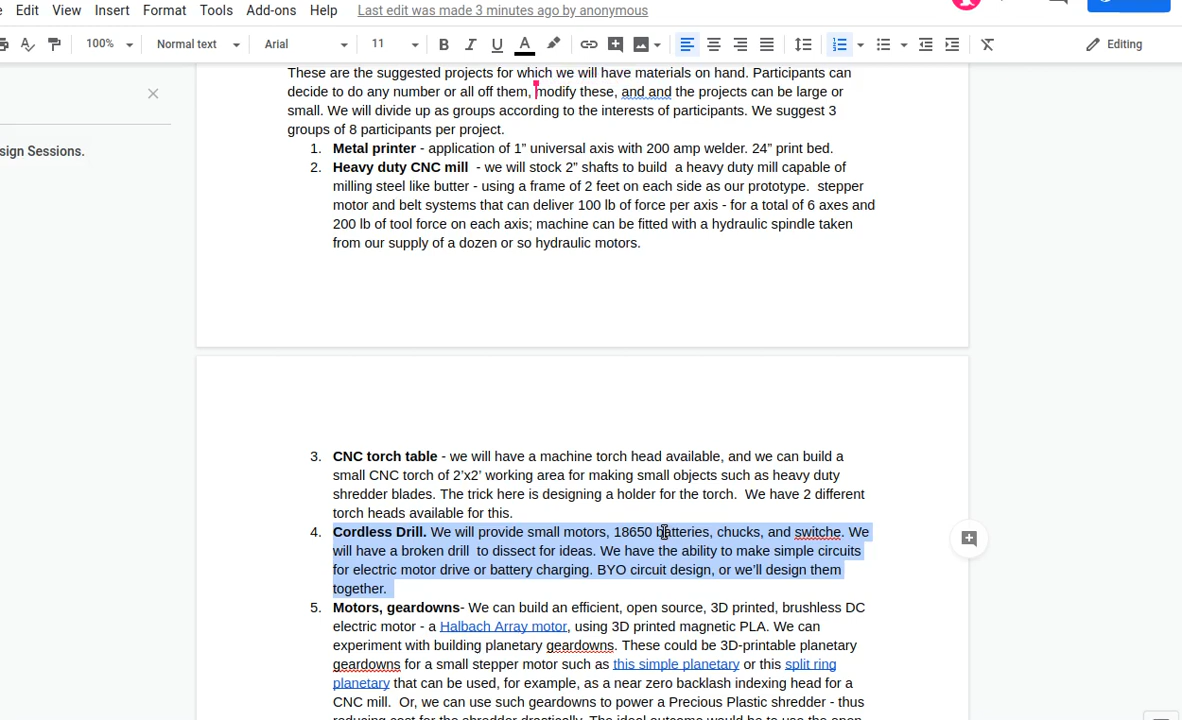 Edit View Insert Format Tools Add-ons Help Last edit was made 3 minutes ago by anonymous
100% Normal text Arial 11 B I U A Editing
sign Sessions.
These are the suggested projects for which we will have materials on hand. Participants can
decide to do any number or all off them, modify these, and and the projects can be large or
small. We will divide up as groups according to the interests of participants. We suggest 3
groups of 8 participants per project.
1. Metal printer - application of 1” universal axis with 200 amp welder. 24” print bed.
2. Heavy duty CNC mill - we will stock 2” shafts to build a heavy duty mill capable of
milling steel like butter - using a frame of 2 feet on each side as our prototype. stepper
motor and belt systems that can deliver 100 lb of force per axis - for a total of 6 axes and
200 lb of tool force on each axis; machine can be fitted with a hydraulic spindle taken
from our supply of a dozen or so hydraulic motors.
3. CNC torch table - we will have a machine torch head available, and we can build a
small CNC torch of 2’x2’ working area for making small objects such as heavy duty
shredder blades. The trick here is designing a holder for the torch. We have 2 different
torch heads available for this.
4. Cordless Drill. We will provide small motors, 18650 batteries, chucks, and switche. We
will have a broken drill to dissect for ideas. We have the ability to make simple circuits
for electric motor drive or battery charging. BYO circuit design, or we’ll design them
together.
5. Motors, geardowns- We can build an efficient, open source, 3D printed, brushless DC
electric motor - a Halbach Array motor, using 3D printed magnetic PLA. We can
experiment with building planetary geardowns. These could be 3D-printable planetary
geardowns for a small stepper motor such as this simple planetary or this split ring
planetary that can be used, for example, as a near zero backlash indexing head for a
CNC mill. Or, we can use such geardowns to power a Precious Plastic shredder - thus
reducing cost for the shredder drastically. The ideal outcome would be to use the open